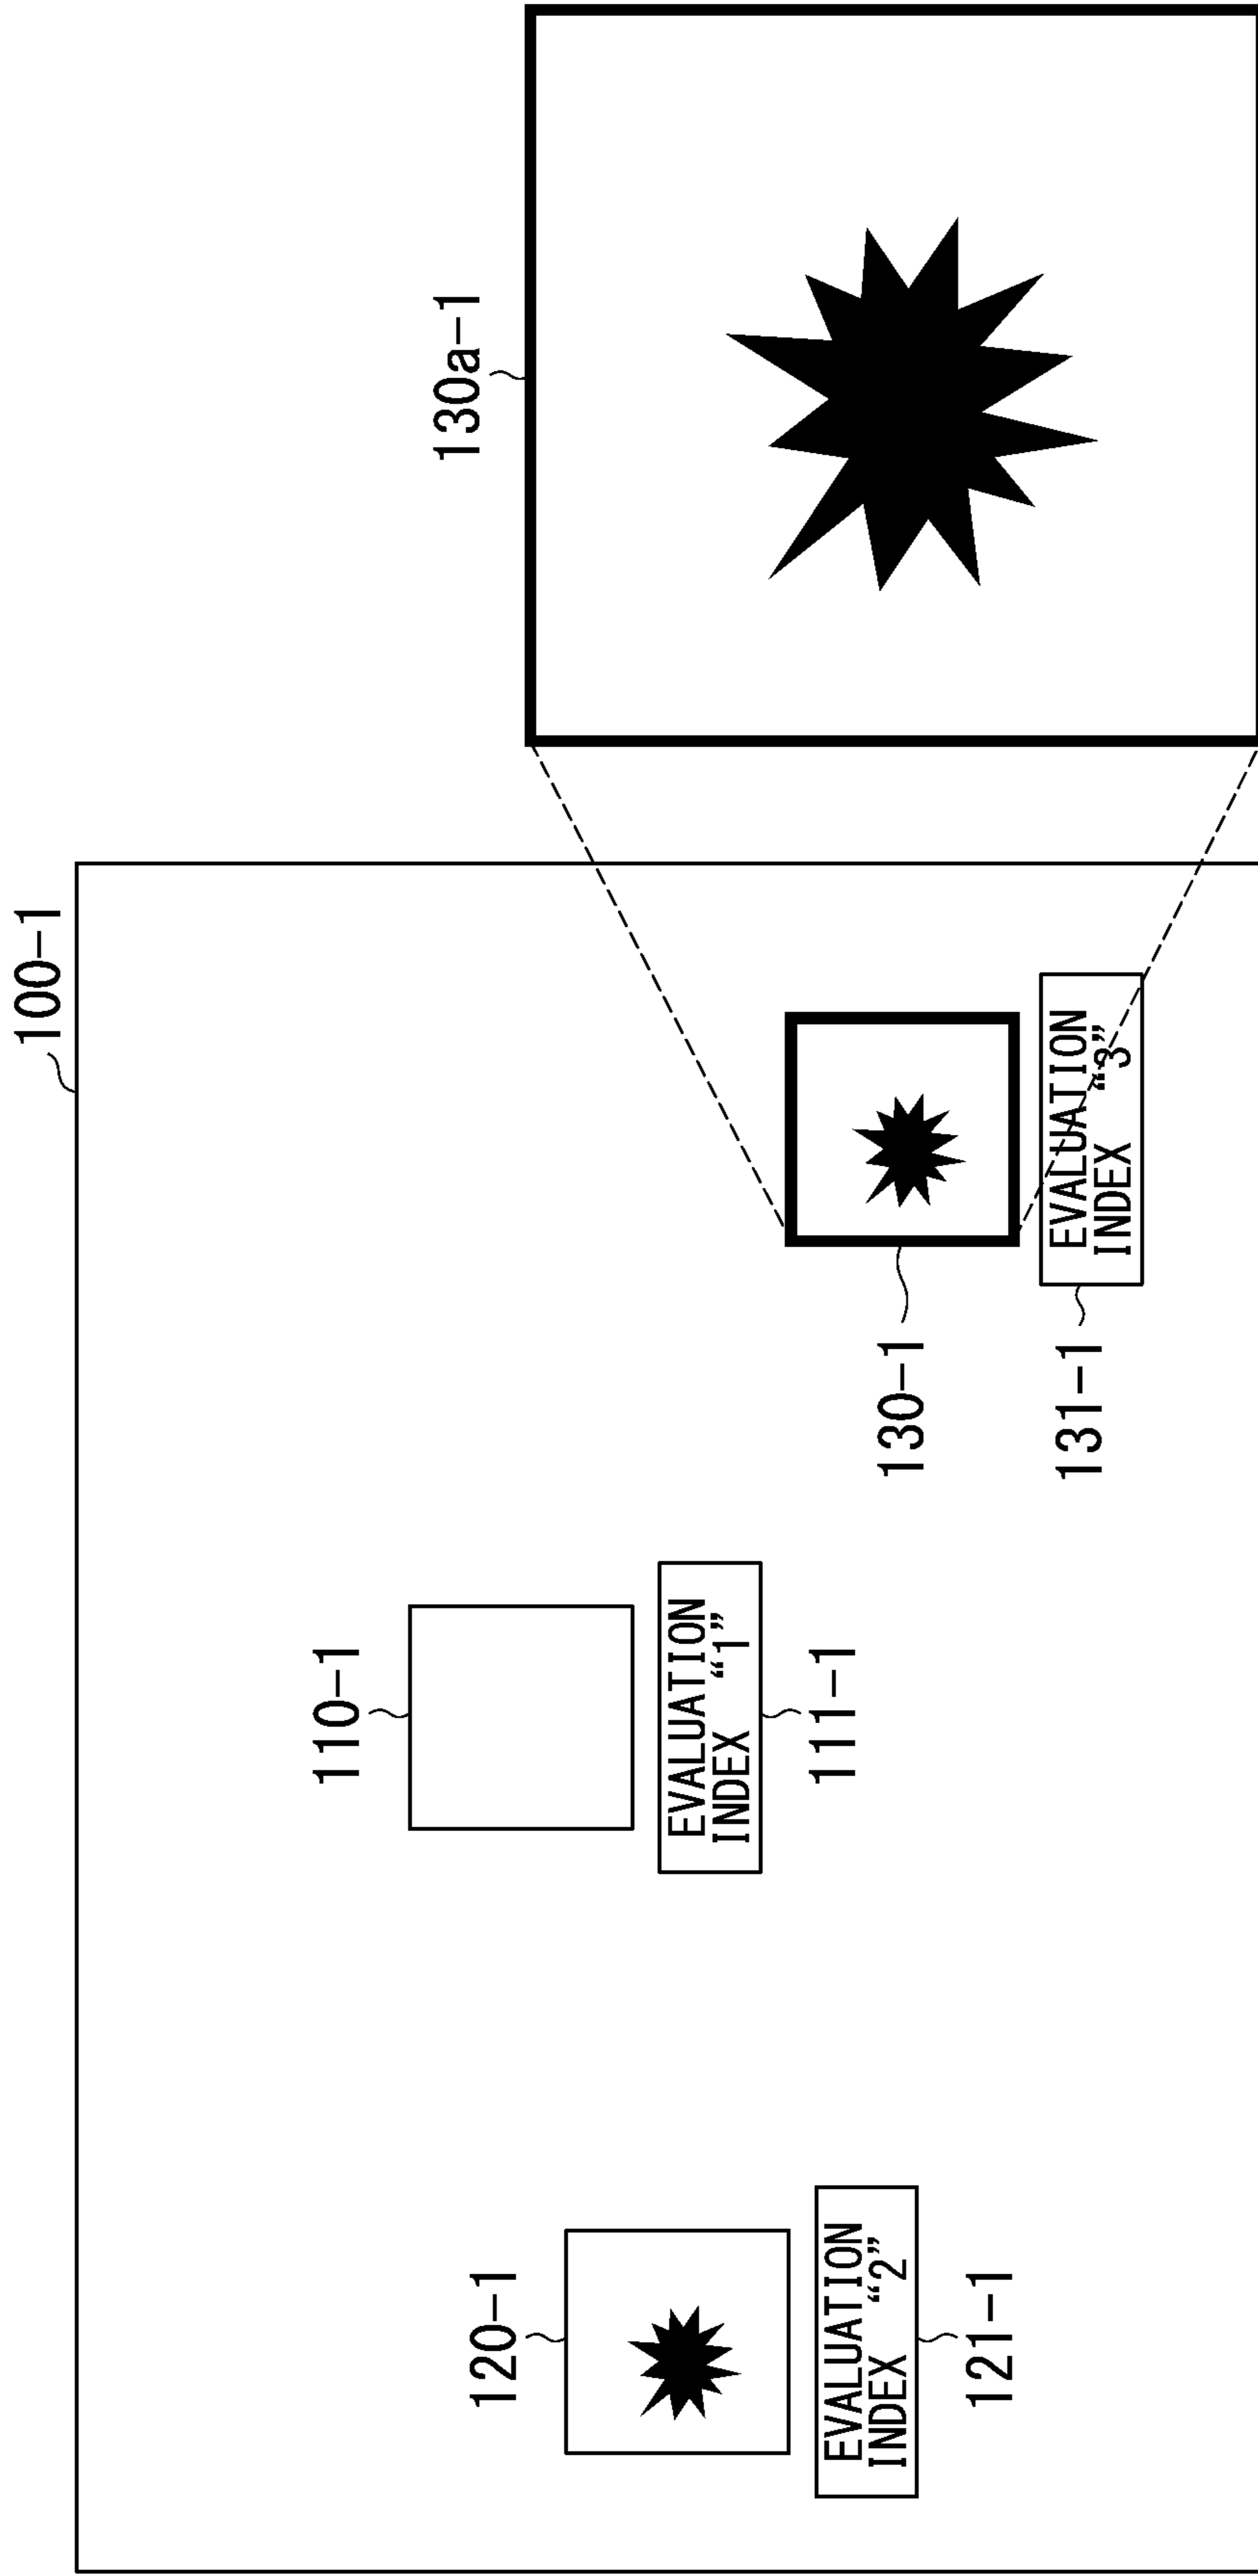 100-1
110-1
130a-1
120-1
EVALUATION
INDEX “1”
111-1
EVALUATION
INDEX “2”
121-1
130-1
EVALUATION
INDEX “3”
131-1